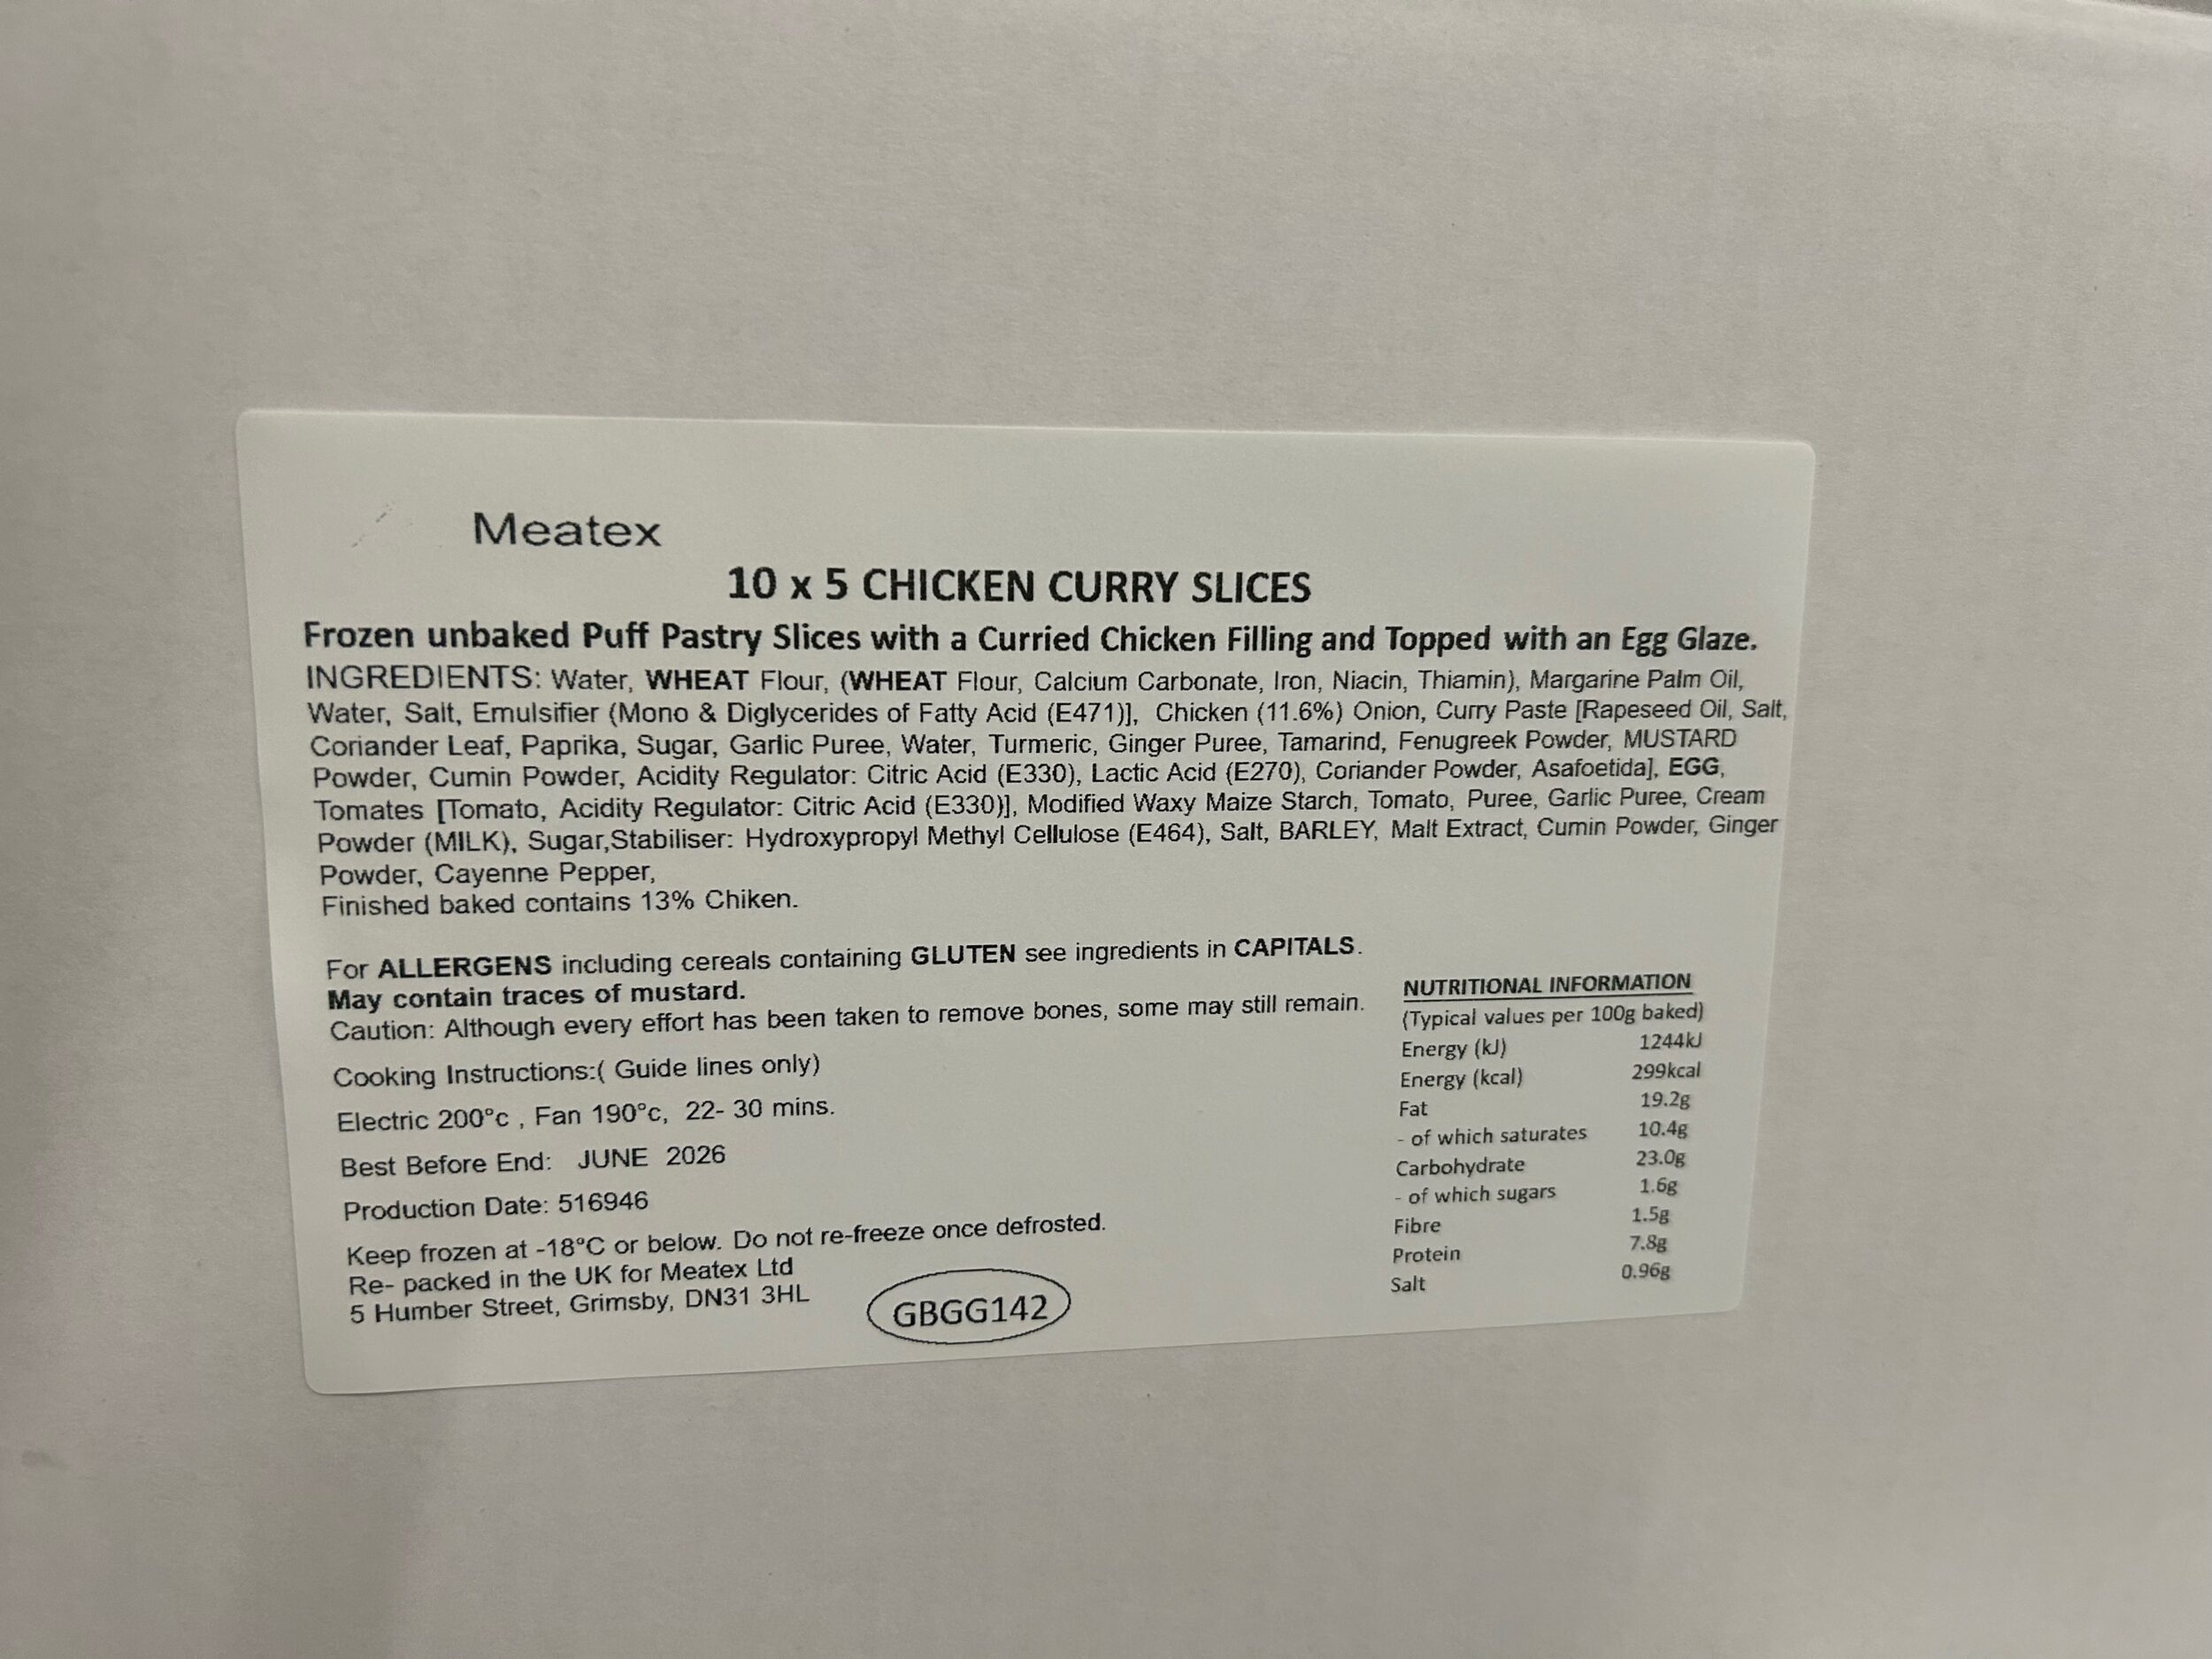 Meatex
10 x 5 CHICKEN CURRY SLICES
Frozen unbaked Puff Pastry Slices with a Curried Chicken Filling and Topped with an Egg Glaze.
INGREDIENTS: Water, WHEAT Flour, (WHEAT Flour, Calcium Carbonate, Iron, Niacin, Thiamin), Margarine Palm Oil,
Water, Salt, Emulsifier (Mono & Diglycerides of Fatty Acid (E471)], Chicken (11.6%) Onion, Curry Paste [Rapeseed Oil, Salt,
Coriander Leaf, Paprika, Sugar, Garlic Puree, Water, Turmeric, Ginger Puree, Tamarind, Fenugreek Powder, MUSTARD
Powder, Cumin Powder, Acidity Regulator: Citric Acid (E330), Lactic Acid (E270), Coriander Powder, Asafoetida], EGG,
Tomates [Tomato, Acidity Regulator: Citric Acid (E330)], Modified Waxy Maize Starch, Tomato, Puree, Garlic Puree, Cream
Powder (MILK), Sugar,Stabiliser: Hydroxypropyl Methyl Cellulose (E464), Salt, BARLEY, Malt Extract, Cumin Powder, Ginger
Powder, Cayenne Pepper,
Finished baked contains 13% Chiken.
For ALLERGENS including cereals containing GLUTEN see ingredients in CAPITALS.
May contain traces of mustard.
Caution: Although every effort has been taken to remove bones, some may still remain.
Cooking Instructions:( Guide lines only)
Electric 200°c , Fan 190°c, 22- 30 mins.
Best Before End: JUNE 2026
Production Date: 516946
Keep frozen at -18°C or below. Do not re-freeze once defrosted.
Re- packed in the UK for Meatex Ltd
5 Humber Street, Grimsby, DN31 3HL
GBGG142
NUTRITIONAL INFORMATION
(Typical values per 100g baked)
Energy (kJ) 1244kJ
Energy (kcal) 299kcal
Fat 19.2g
- of which saturates 10.4g
Carbohydrate 23.0g
- of which sugars 1.6g
Fibre 1.5g
Protein 7.8g
Salt 0.96g